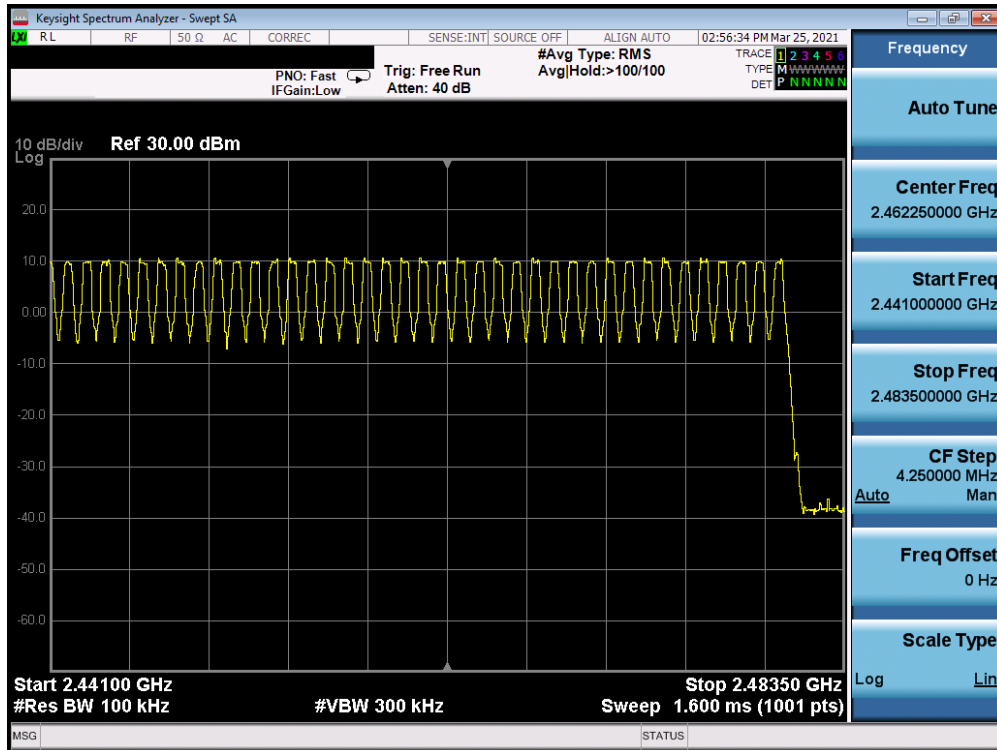 Keysight Spectrum Analyzer - Swept SA
LXI RL RF 50 Ω AC CORREC SENSE:INT SOURCE OFF ALIGN AUTO 02:56:34 PM Mar 25, 2021
PNO: Fast
IFGain:Low
Trig: Free Run
Atten: 40 dB
#Avg Type: RMS
Avg|Hold:>100/100
TRACE 1 2 3 4 5 6
TYPE M WWWWW
DET P N N N N N
10 dB/div
Log
Ref 30.00 dBm
20.0
10.0
0.00
-10.0
-20.0
-30.0
-40.0
-50.0
-60.0
Start 2.44100 GHz
#Res BW 100 kHz
#VBW 300 kHz
Stop 2.48350 GHz
Sweep 1.600 ms (1001 pts)
MSG
STATUS
Frequency
Auto Tune
Center Freq
2.462250000 GHz
Start Freq
2.441000000 GHz
Stop Freq
2.483500000 GHz
CF Step
4.250000 MHz
Auto Man
Freq Offset
0 Hz
Scale Type
Log Lin